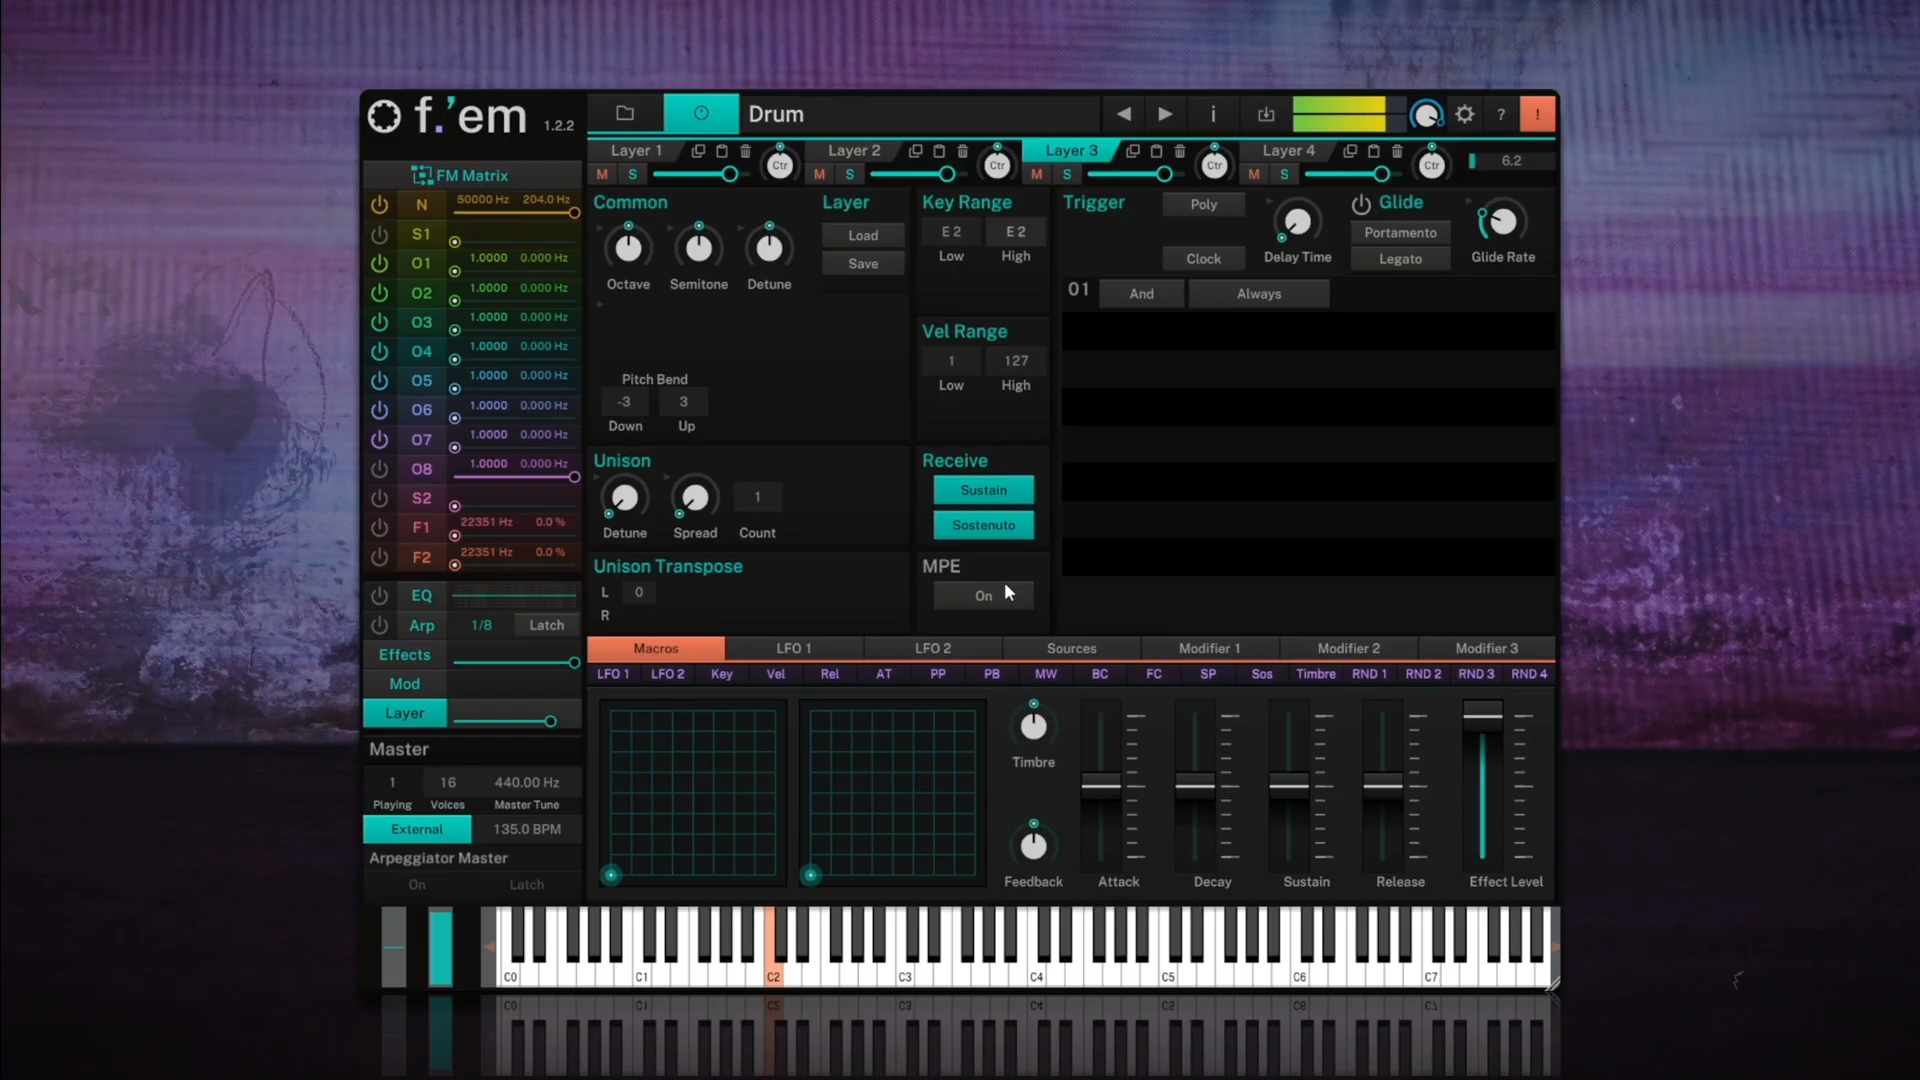 f.'em 1.2.2
Drum i ? !
Layer 1 Ctr Layer 2 Ctr Layer 3 Ctr Layer 4 Ctr 6.2
M S M S M S M S
FM Matrix
N 50000 Hz 204.0 Hz
S1
O1 1.0000 0.000 Hz
O2 1.0000 0.000 Hz
O3 1.0000 0.000 Hz
O4 1.0000 0.000 Hz
O5 1.0000 0.000 Hz
O6 1.0000 0.000 Hz
O7 1.0000 0.000 Hz
O8 1.0000 0.000 Hz
S2
F1 22351 Hz 0.0 %
F2 22351 Hz 0.0 %
EQ
Arp 1/8 Latch
Effects
Mod
Layer
Master
1 16 440.00 Hz
Playing Voices Master Tune
External 135.0 BPM
Arpeggiator Master
On Latch
Common
Octave Semitone Detune
Pitch Bend
-3 3
Down Up
Layer
Load
Save
Key Range
E 2 E 2
Low High
Vel Range
1 127
Low High
Unison
1
Detune Spread Count
Unison Transpose
L 0
R
Receive
Sustain
Sostenuto
MPE
On
Trigger Poly
Clock
Delay Time
Glide
Portamento
Legato
Glide Rate
01 And Always
Macros LFO 1 LFO 2 Sources Modifier 1 Modifier 2 Modifier 3
LFO 1 LFO 2 Key Vel Rel AT PP PB MW BC FC SP Sos Timbre RND 1 RND 2 RND 3 RND 4
Timbre
Feedback Attack Decay Sustain Release Effect Level
C0 C1 C2 C3 C4 C5 C6 C7